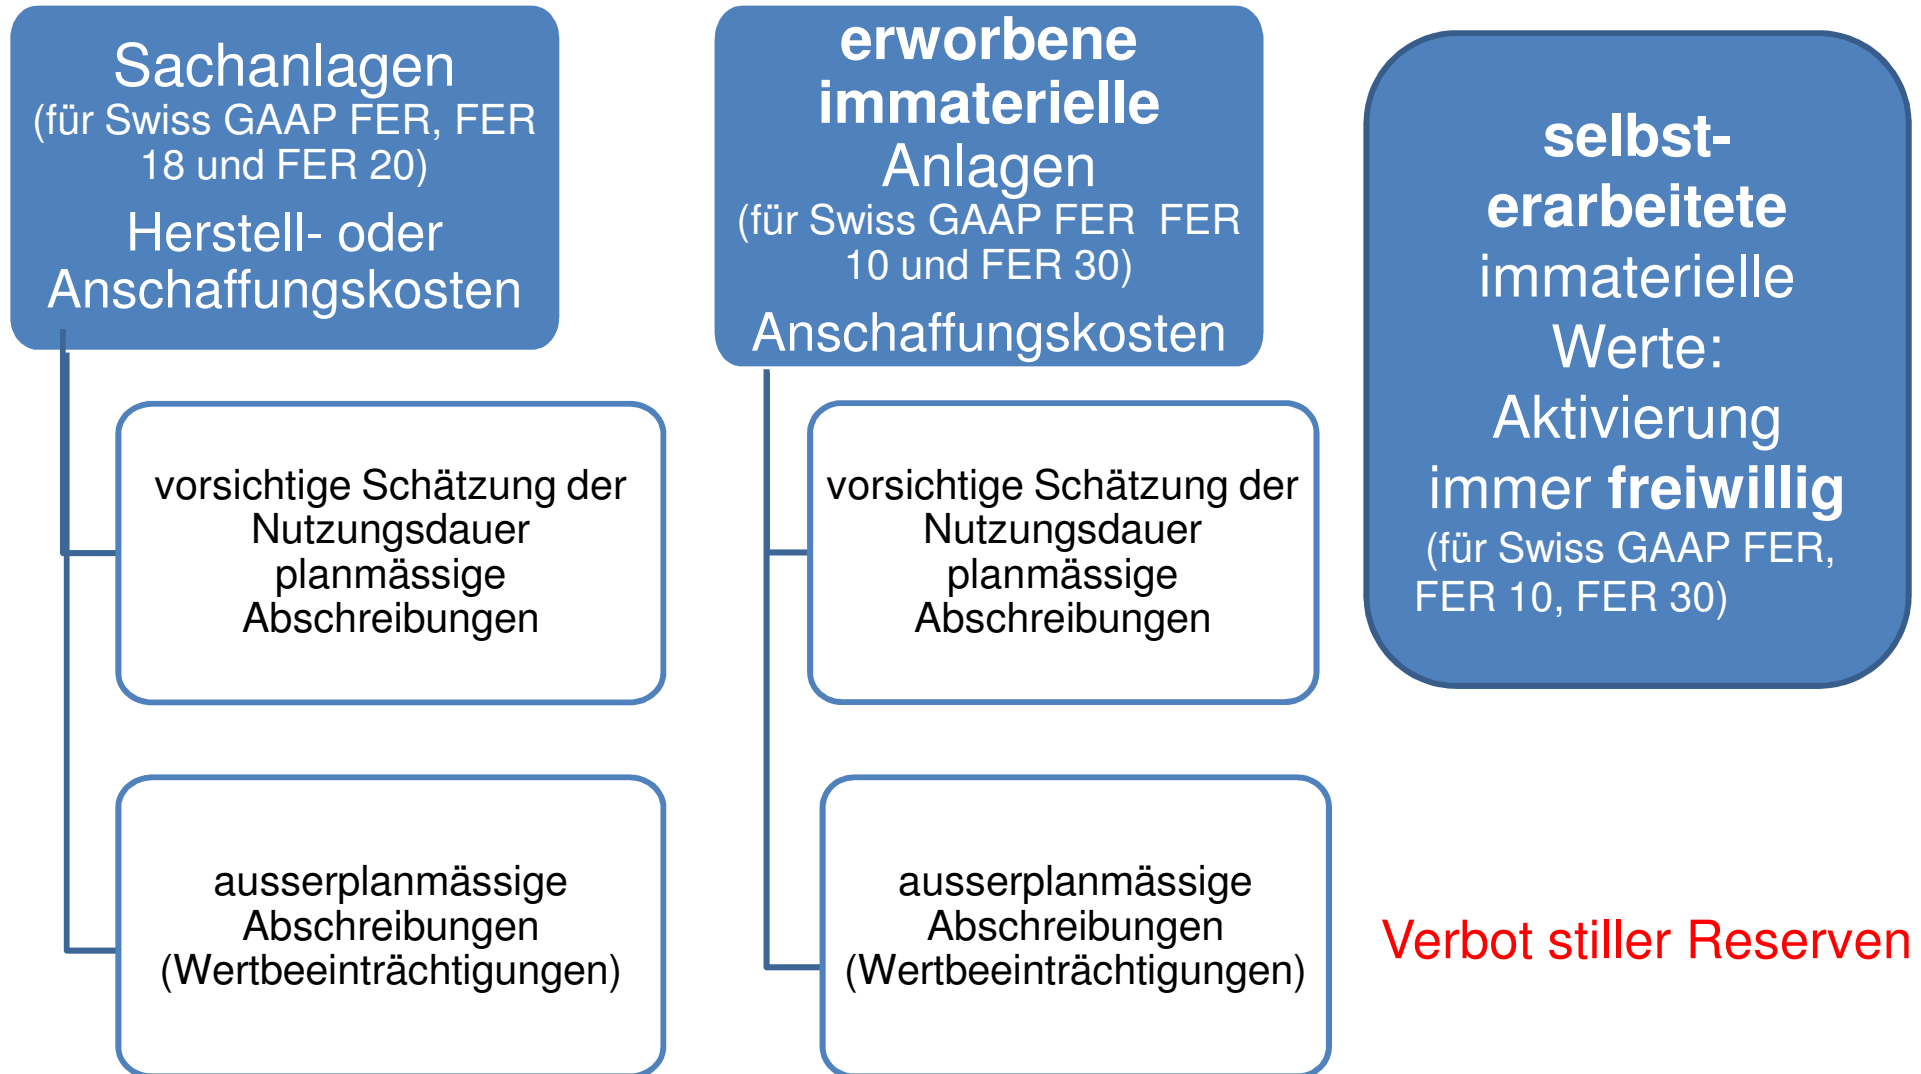 Sachanlagen
(für Swiss GAAP FER, FER
18 und FER 20)
Herstell- oder
Anschaffungskosten
vorsichtige Schätzung der
Nutzungsdauer
planmässige
Abschreibungen
ausserplanmässige
Abschreibungen
(Wertbeeinträchtigungen)
erworbene
immaterielle
Anlagen
(für Swiss GAAP FER  FER
10 und FER 30)
Anschaffungskosten
vorsichtige Schätzung der
Nutzungsdauer
planmässige
Abschreibungen
ausserplanmässige
Abschreibungen
(Wertbeeinträchtigungen)
selbst-
erarbeitete
immaterielle
Werte:
Aktivierung
immer freiwillig
(für Swiss GAAP FER,
FER 10, FER 30)
Verbot stiller Reserven